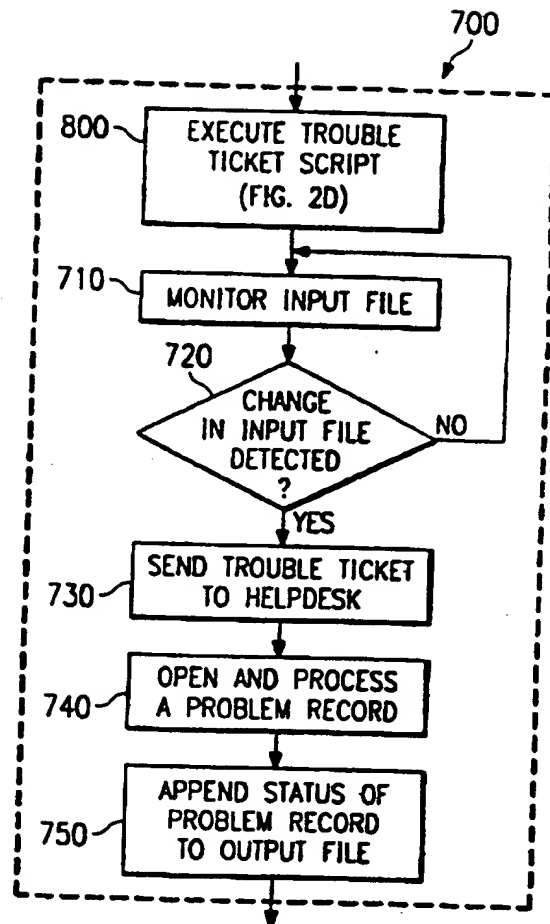 700
800
EXECUTE TROUBLE
TICKET SCRIPT
(FIG. 2D)
710
MONITOR INPUT FILE
720
CHANGE
IN INPUT FILE
DETECTED
?
NO
YES
730
SEND TROUBLE TICKET
TO HELPDESK
740
OPEN AND PROCESS
A PROBLEM RECORD
750
APPEND STATUS OF
PROBLEM RECORD
TO OUTPUT FILE